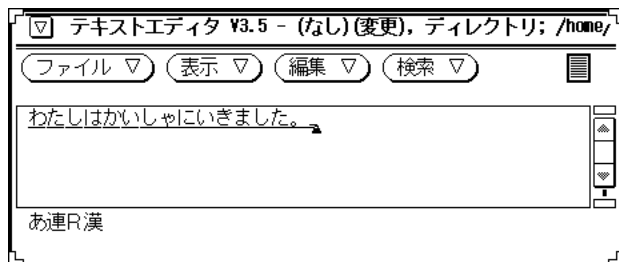 テキストエディタ V3.5 - (なし)(変更), ディレクトリ; /home/
ファイル ▽ 表示 ▽ 編集 ▽ 検索 ▽
わたしはかいしゃにいきました。
あ連R漢